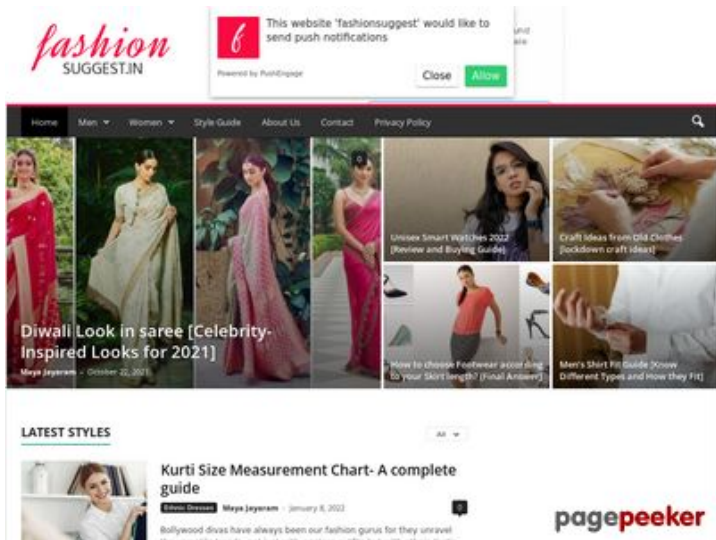 fashion
SUGGEST.IN
This website 'fashionsuggest' would like to
send push notifications
Powered by PushEngage
Close
Allow
Home
Men
Women
Style Guide
About Us
Contact
Privacy Policy
0
Diwali Look in saree [Celebrity-
Inspired Looks for 2021]
Maya Jayaram - October 22, 2021
Unisex Smart Watches 2022
[Review and Buying Guide]
Craft Ideas from Old Clothes
[lockdown craft ideas]
How to choose Footwear according
to your Skirt length? (Final Answer)
Men's Shirt Fit Guide [Know
Different Types and How they Fit]
LATEST STYLES
All
Kurti Size Measurement Chart- A complete
guide
Ethnic Dresses
Maya Jayaram - January 8, 2022
0
Bollywood divas have always been our fashion gurus for they unravel
pagepeeker